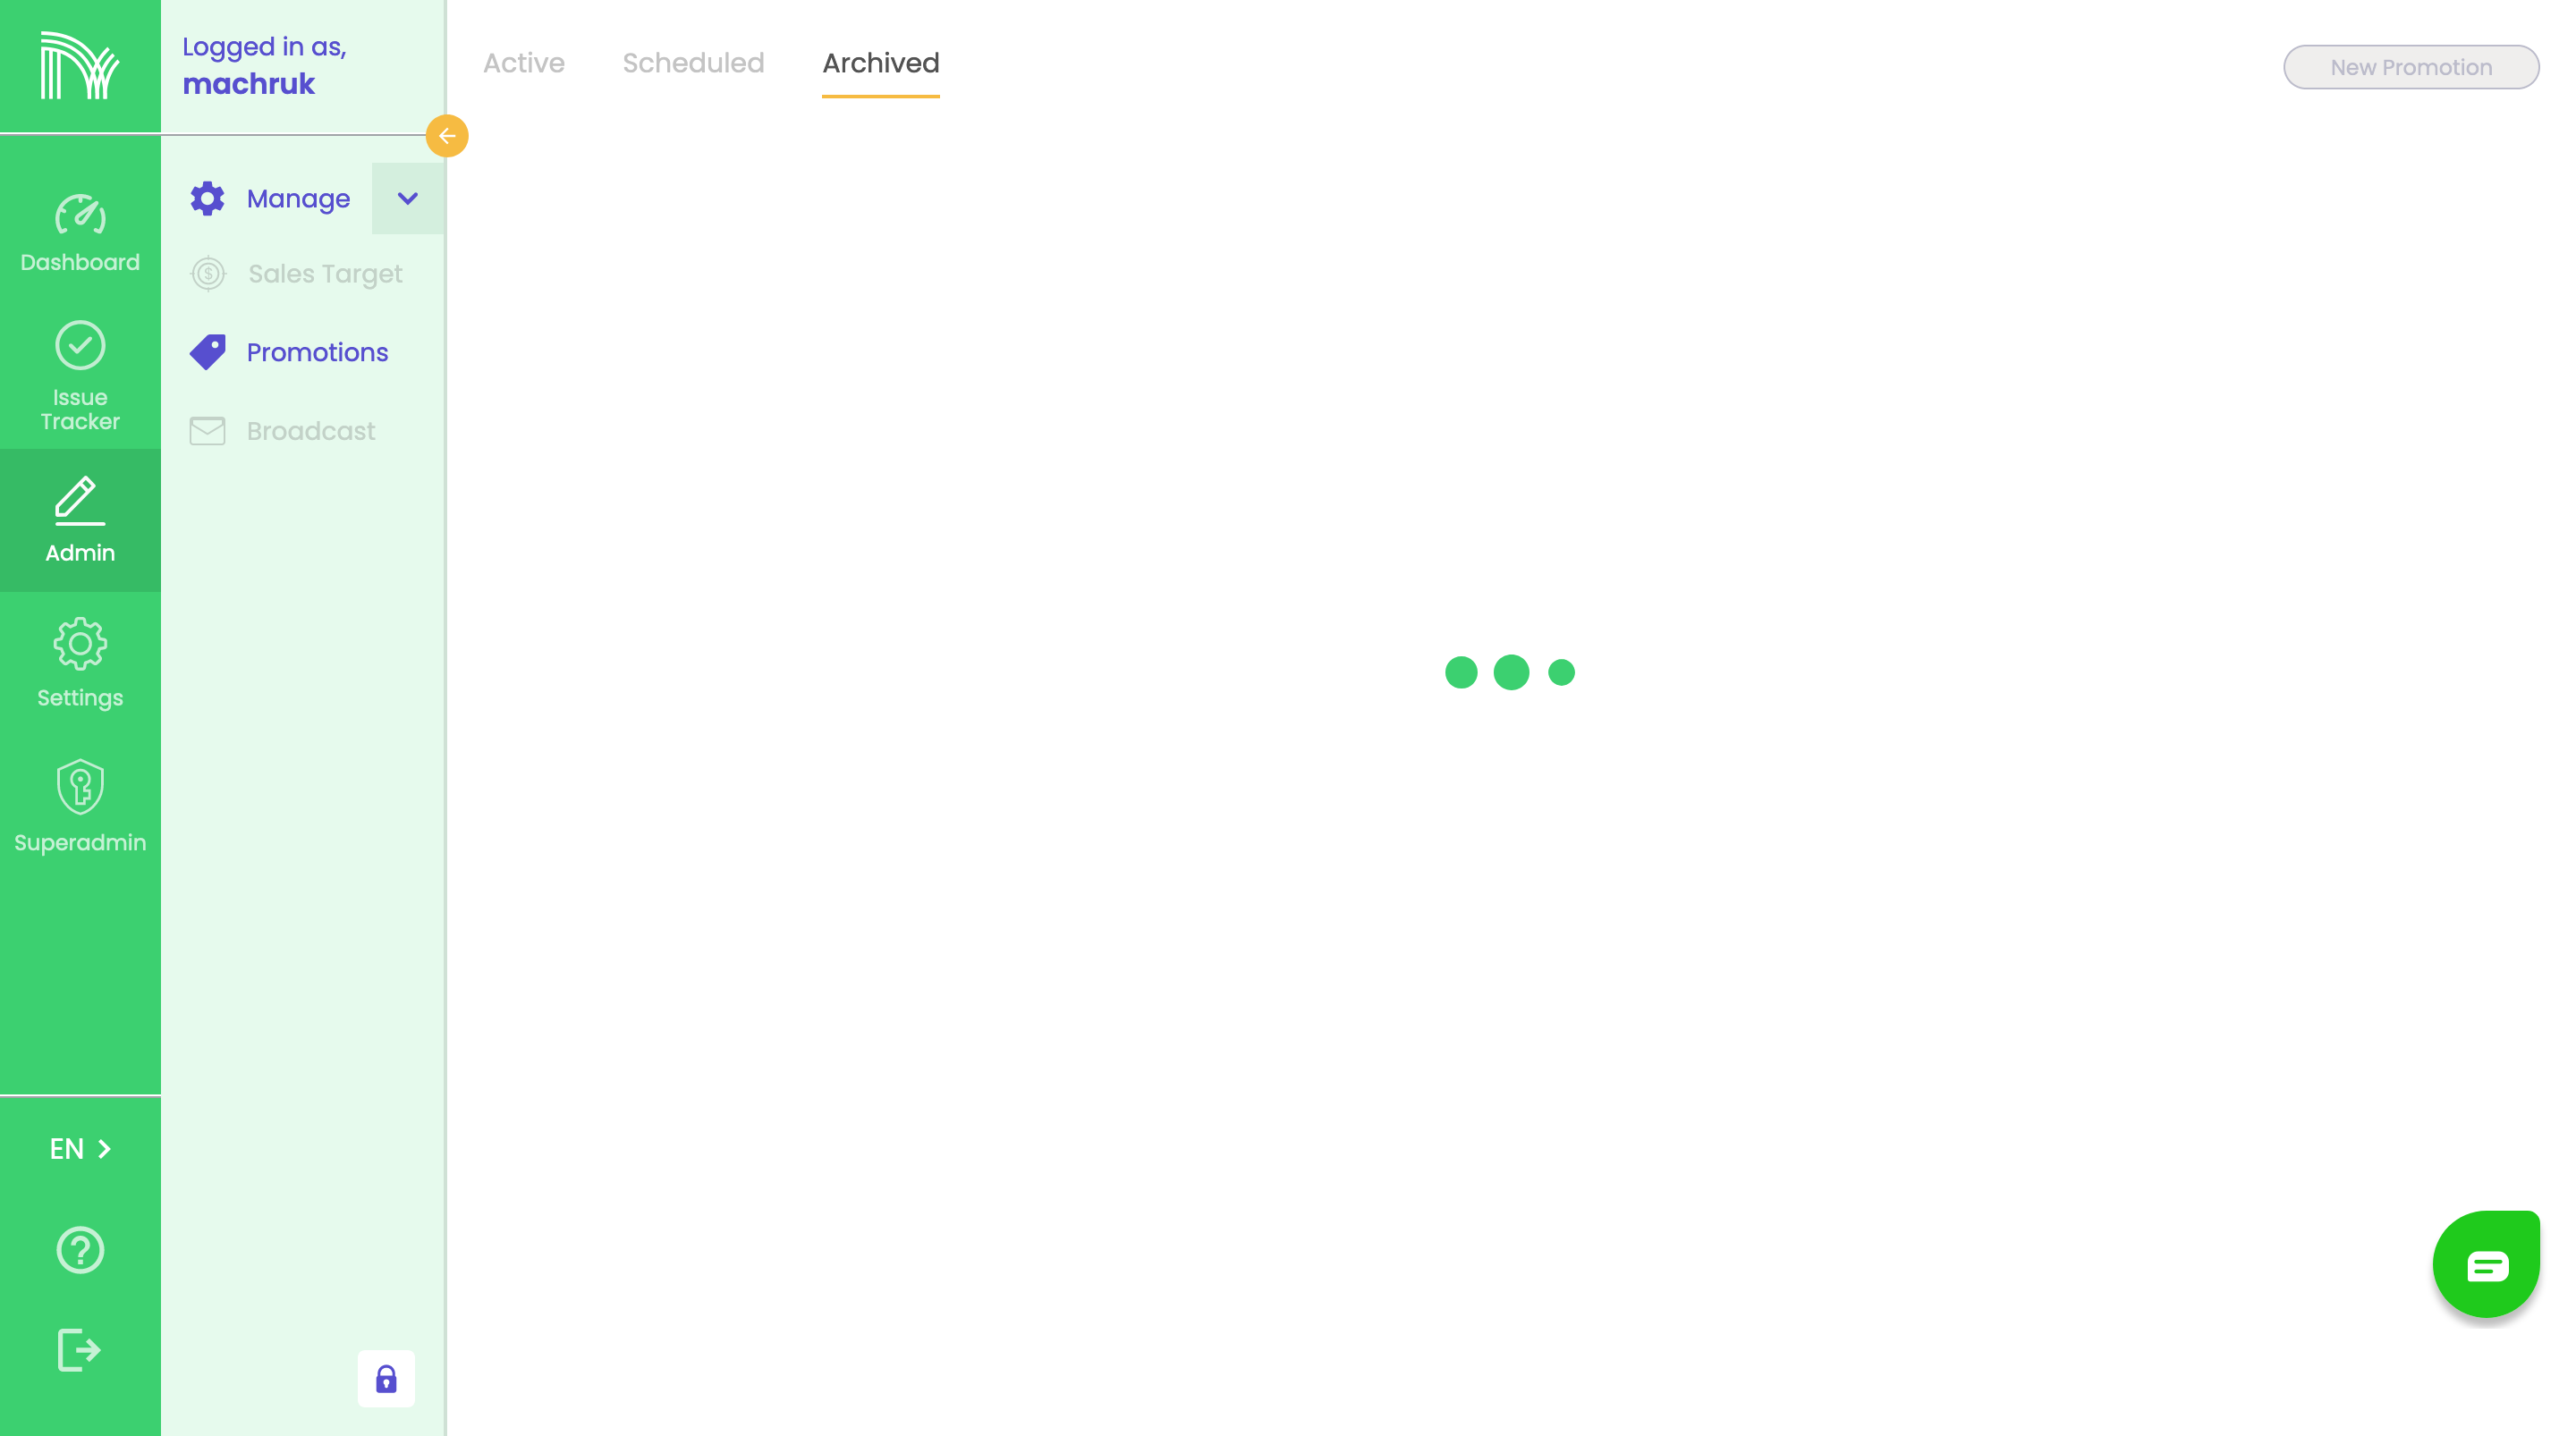 Logged in as,
machruk
Active
Scheduled
Archived
New Promotion
Dashboard
Issue
Tracker
Admin
Settings
Superadmin
Manage
Sales Target
Promotions
Broadcast
EN